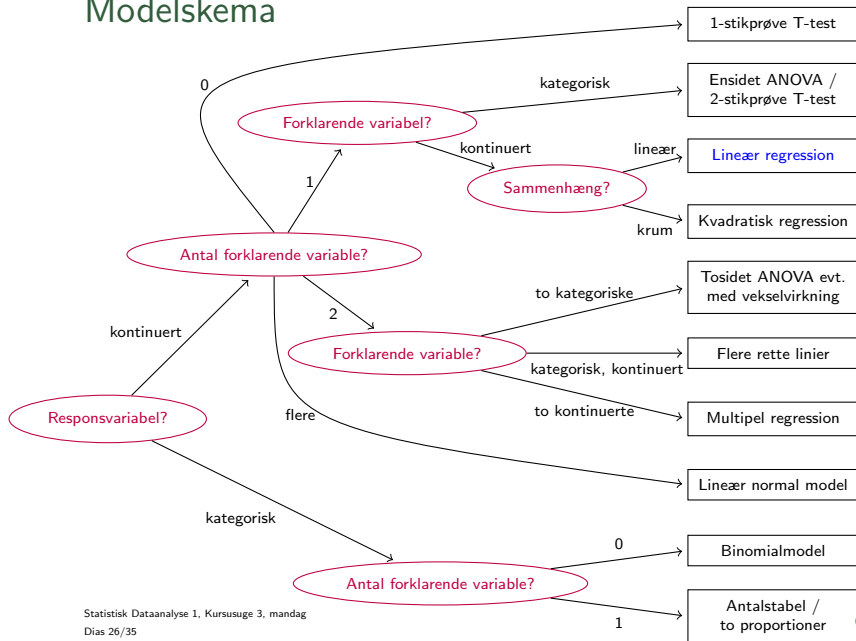 Modelskema
1-stikprøve T-test
0
kategorisk
Ensidet ANOVA /
2-stikprøve T-test
Forklarende variabel?
kontinuert
lineær
Lineær regression
1
Sammenhæng?
krum
Kvadratisk regression
Antal forklarende variable?
to kategoriske
Tosidet ANOVA evt.
med vekselvirkning
2
kontinuert
Forklarende variable?
kategorisk, kontinuert
Flere rette linier
to kontinuerte
Multipel regression
Responsvariabel?
flere
Lineær normal model
kategorisk
0
Binomialmodel
Antal forklarende variable?
1
Antalstabel /
to proportioner
Statistisk Dataanalyse 1, Kursusuge 3, mandag
Dias 26/35